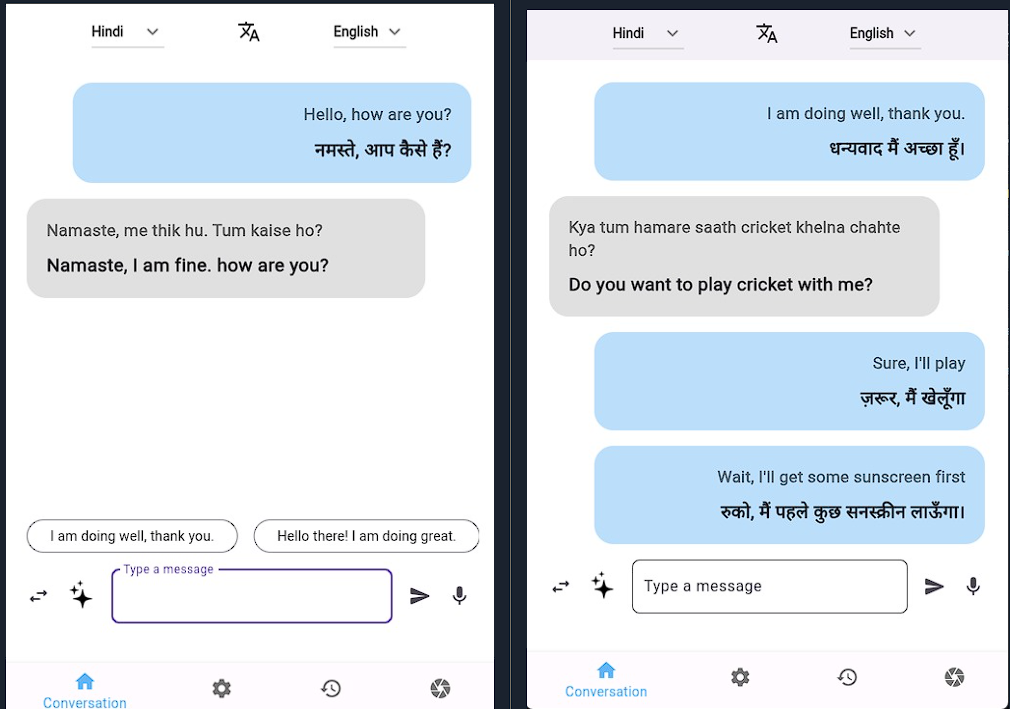 Hindi
English
Hello, how are you?
नमस्ते, आप कैसे हैं?
Namaste, me thik hu. Tum kaise ho?
Namaste, I am fine. how are you?
I am doing well, thank you.
Hello there! I am doing great.
Type a message
Conversation
Hindi
English
I am doing well, thank you.
धन्यवाद मैं अच्छा हूँ।
Kya tum hamare saath cricket khelna chahte
ho?
Do you want to play cricket with me?
Sure, I'll play
ज़रूर, मैं खेलूँगा
Wait, I'll get some sunscreen first
रुको, मैं पहले कुछ सनस्क्रीन लाऊँगा।
Type a message
Conversation